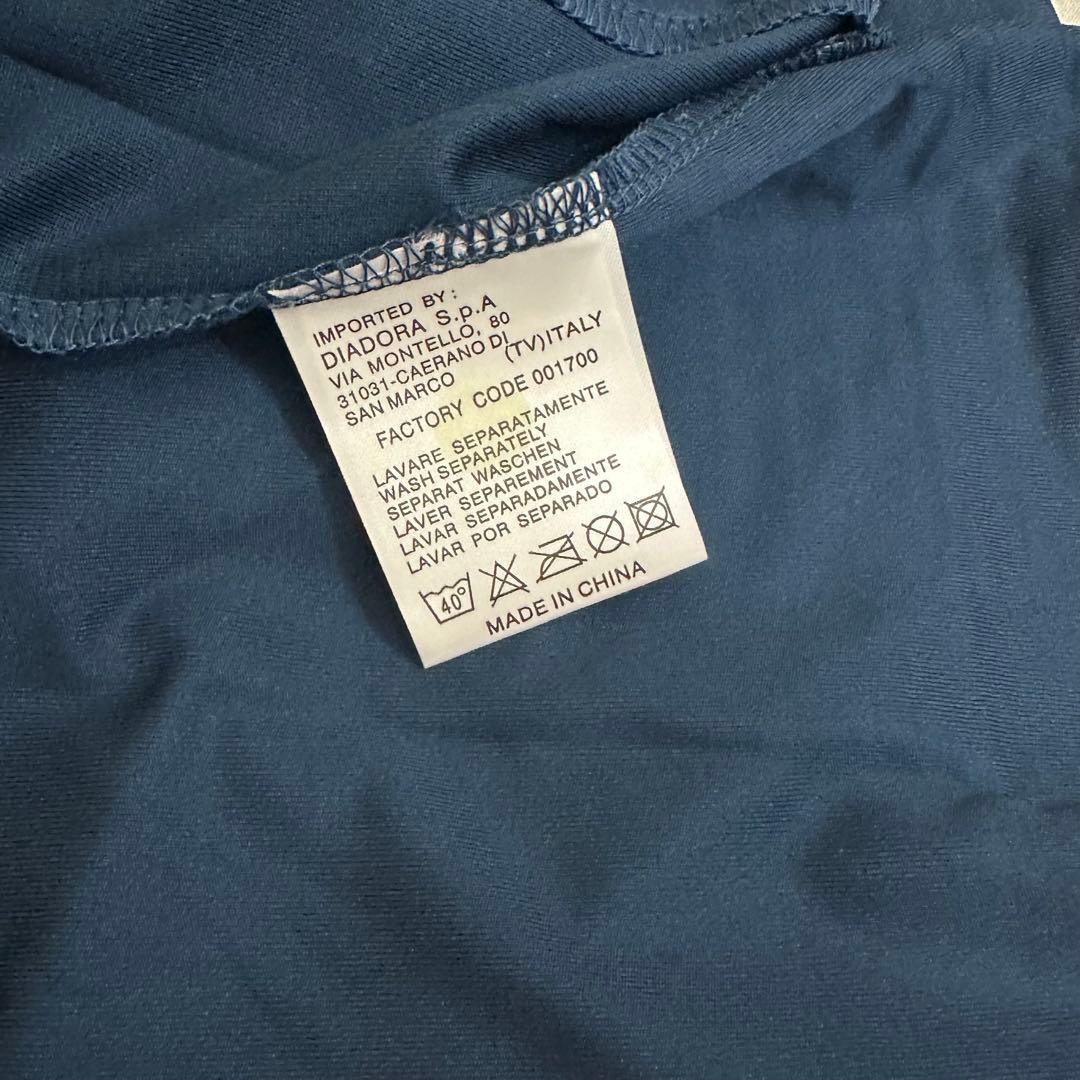 IMPORTED BY:
DIADORA S.p.A
VIA MONTELLO, 80
31031-CAERANO DI
SAN MARCO (TV)ITALY
FACTORY CODE 001700
LAVARE SEPARATAMENTE
WASH SEPARATELY
SEPARAT WASCHEN
LAVER SEPAREMENT
LAVAR SEPARADAMENTE
LAVAR POR SEPARADO
40°
MADE IN CHINA